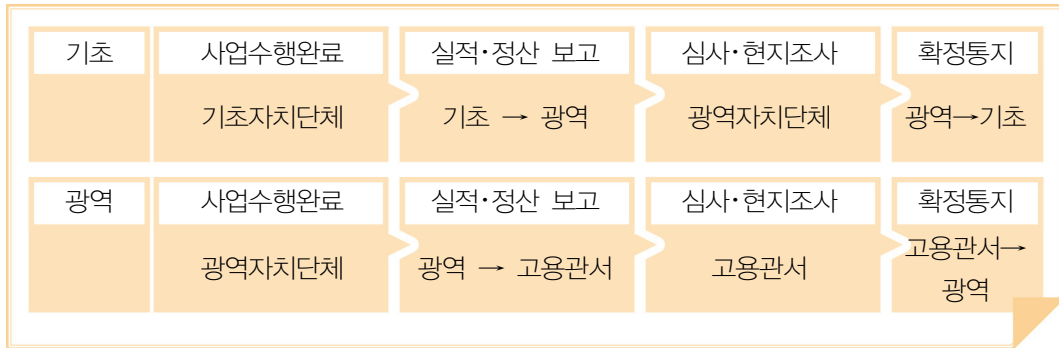 기초 사업수행완료 실적·정산 보고 심사·현지조사 확정통지
기초자치단체 기초 → 광역 광역자치단체 광역→기초
광역 사업수행완료 실적·정산 보고 심사·현지조사 확정통지
광역자치단체 광역 → 고용관서 고용관서 고용관서→
광역